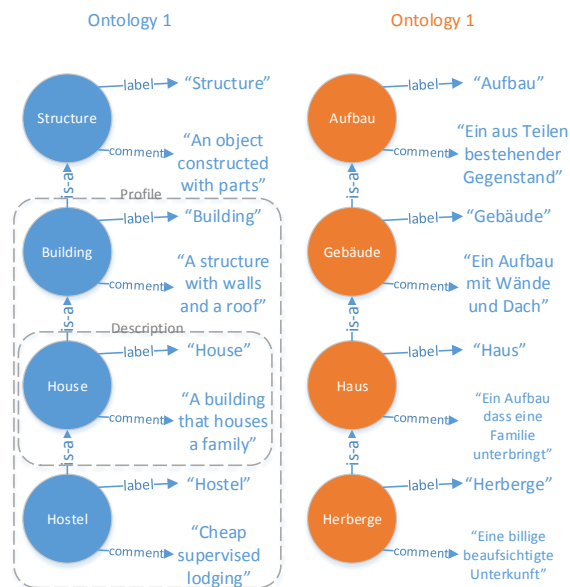 Ontology 1
Structure
label
“Structure”
comment
“An object
constructed
with parts”
is-a
Profile
Building
label
“Building”
comment
“A structure
with walls
and a roof”
is-a
Description
House
label
“House”
comment
“A building
that houses
a family”
is-a
Hostel
label
“Hostel”
comment
“Cheap
supervised
lodging”
Ontology 1
Aufbau
label
“Aufbau”
comment
“Ein aus Teilen
bestehender
Gegenstand”
is-a
Gebäude
label
“Gebäude”
comment
“Ein Aufbau
mit Wände
und Dach”
is-a
Haus
label
“Haus”
comment
“Ein Aufbau
dass eine
Familie
unterbringt”
is-a
Herberge
label
“Herberge”
comment
“Eine billige
beaufsichtigte
Unterkunft”